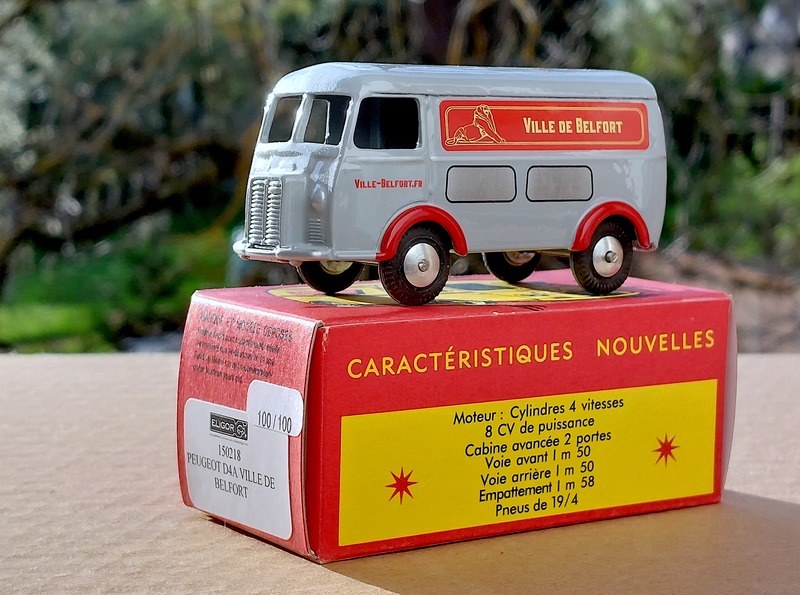 Ville de Belfort
Ville-Belfort.fr
CARACTÉRISTIQUES NOUVELLES
Moteur : Cylindres 4 vitesses
8 CV de puissance
Cabine avancée 2 portes
Voie avant 1 m 50
Voie arrière 1 m 50
Empattement 1 m 58
Pneus de 19/4
100/100
ELIGOR
150218
PEUGEOT D4A VILLE DE
BELFORT